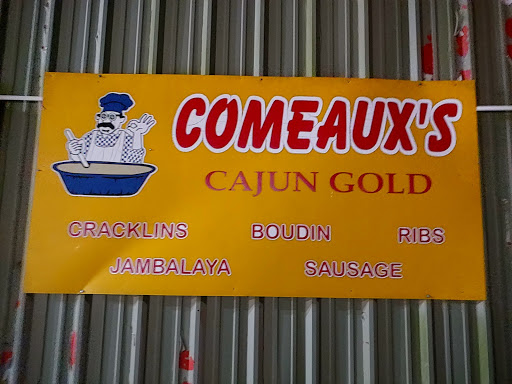 COMEAUX'S
CAJUN GOLD
CRACKLINS BOUDIN RIBS
JAMBALAYA SAUSAGE